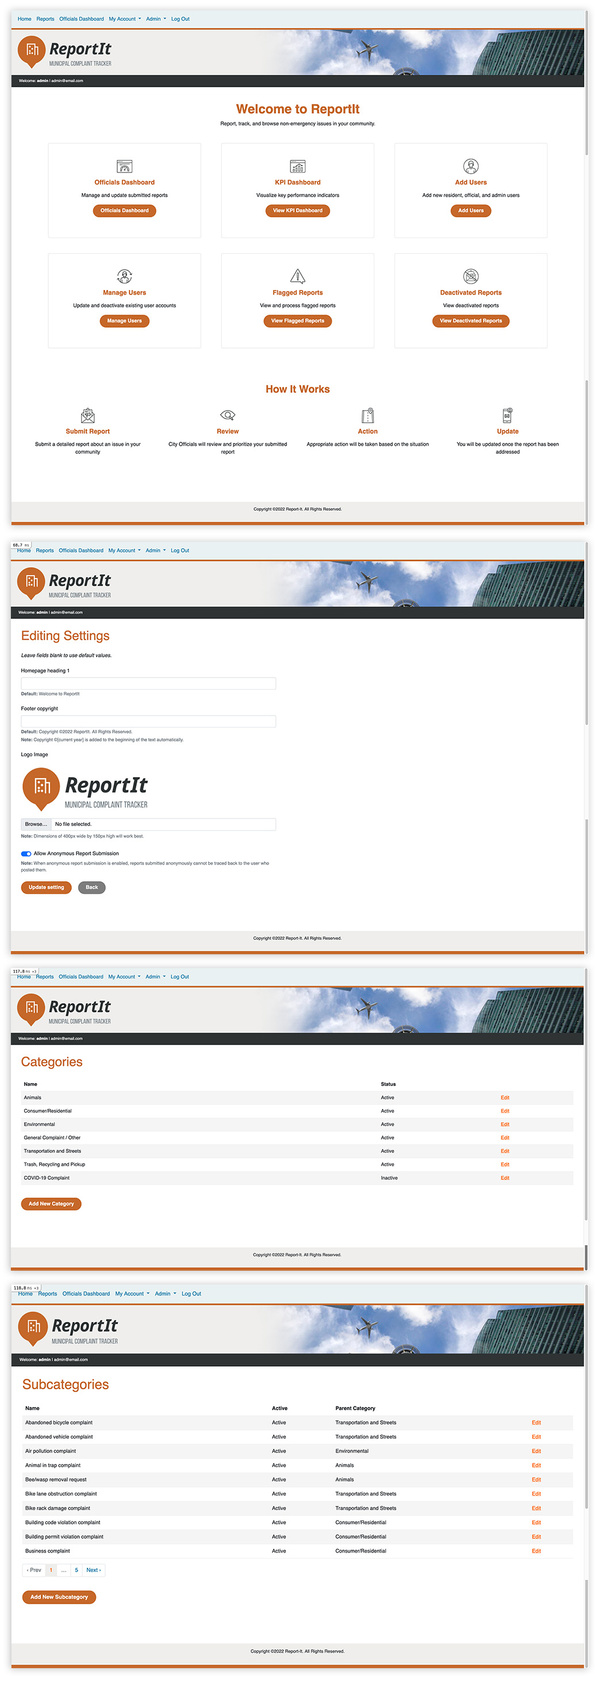 Home Reports Officials Dashboard My Account Admin Log Out
ReportIt
MUNICIPAL COMPLAINT TRACKER
Welcome: admin | admin@email.com
Welcome to ReportIt
Report, track, and browse non-emergency issues in your community.
Officials Dashboard KPI Dashboard Add Users
Manage and update submitted reports Visualize key performance indicators Add new resident, official, and admin users
Officials Dashboard View KPI Dashboard Add Users
Manage Users Flagged Reports Deactivated Reports
Update and deactivate existing user accounts View and process flagged reports View deactivated reports
Manage Users View Flagged Reports View Deactivated Reports
How It Works
Submit Report Review Action Update
Submit a detailed report about an issue in your City Officials will review and prioritize your submitted Appropriate action will be taken based on the situation You will be updated once the report has been
community report addressed
Copyright ©2022 Report-It. All Rights Reserved.
68.7 ms
Home Reports Officials Dashboard My Account Admin Log Out
ReportIt
MUNICIPAL COMPLAINT TRACKER
Welcome: admin | admin@email.com
Editing Settings
Leave fields blank to use default values.
Homepage heading 1
Default: Welcome to ReportIt
Footer copyright
Default: Copyright ©2022 ReportIt. All Rights Reserved.
Note: Copyright ©[current year] is added to the beginning of the text automatically.
Logo Image
ReportIt
MUNICIPAL COMPLAINT TRACKER
Browse... No file selected.
Note: Dimensions of 400px wide by 150px high will work best.
Allow Anonymous Report Submission
Note: When anonymous report submission is enabled, reports submitted anonymously cannot be traced back to the user who
posted them.
Update setting Back
Copyright ©2022 Report-It. All Rights Reserved.
117.8 ms
Home Reports Officials Dashboard My Account Admin Log Out
ReportIt
MUNICIPAL COMPLAINT TRACKER
Welcome: admin | admin@email.com
Categories
Name Status
Animals Active Edit
Consumer/Residential Active Edit
Environmental Active Edit
General Complaint / Other Active Edit
Transportation and Streets Active Edit
Trash, Recycling and Pickup Active Edit
COVID-19 Complaint Inactive Edit
Add New Category
Copyright ©2022 Report-It. All Rights Reserved.
Home Reports Officials Dashboard My Account Admin Log Out
ReportIt
MUNICIPAL COMPLAINT TRACKER
Welcome: admin | admin@email.com
Subcategories
Name Active Parent Category
Abandoned bicycle complaint Active Transportation and Streets Edit
Abandoned vehicle complaint Active Transportation and Streets Edit
Air pollution complaint Active Environmental Edit
Animal in trap complaint Active Animals Edit
Bee/wasp removal request Active Animals Edit
Bike lane obstruction complaint Active Transportation and Streets Edit
Bike rack damage complaint Active Transportation and Streets Edit
Building code violation complaint Active Consumer/Residential Edit
Building permit violation complaint Active Consumer/Residential Edit
Business complaint Active Consumer/Residential Edit
‹ Prev 1 ... 5 Next ›
Add New Subcategory
Copyright ©2022 Report-It. All Rights Reserved.